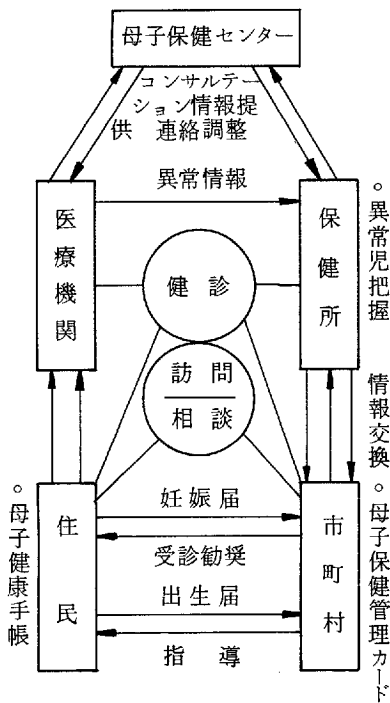 母子保健センター
コンサルテー
ション情報提
供 連絡調整
異常情報
医療機関
保健所
○異常児把握
健診
訪問
相談
情報交換
住民
○母子健康手帳
妊娠届
受診勧奨
出生届
指導
市町村
○母子保健管理カード